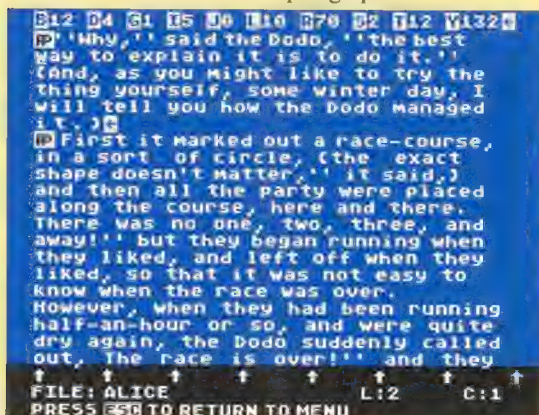 B12 D4 G1 I5 J0 L10 R70 S2 T12 Y132
P''Why,'' said the Dodo, ''the best
way to explain it is to do it.''
(And, as you might like to try the
thing yourself, some winter day, I
will tell you how the Dodo managed
it.)
P First it marked out a race-course,
in a sort of circle, (the exact
shape doesn't matter,'' it said,)
and then all the party were placed
along the course, here and there.
There was no one, two, three, and
away!'' but they began running when
they liked, and left off when they
liked, so that it was not easy to
know when the race was over.
However, when they had been running
half-an-hour or so, and were quite
dry again, the Dodo suddenly called
out, The race is over!'' and they
FILE: ALICE L:2 C:1
PRESS ESC TO RETURN TO MENU